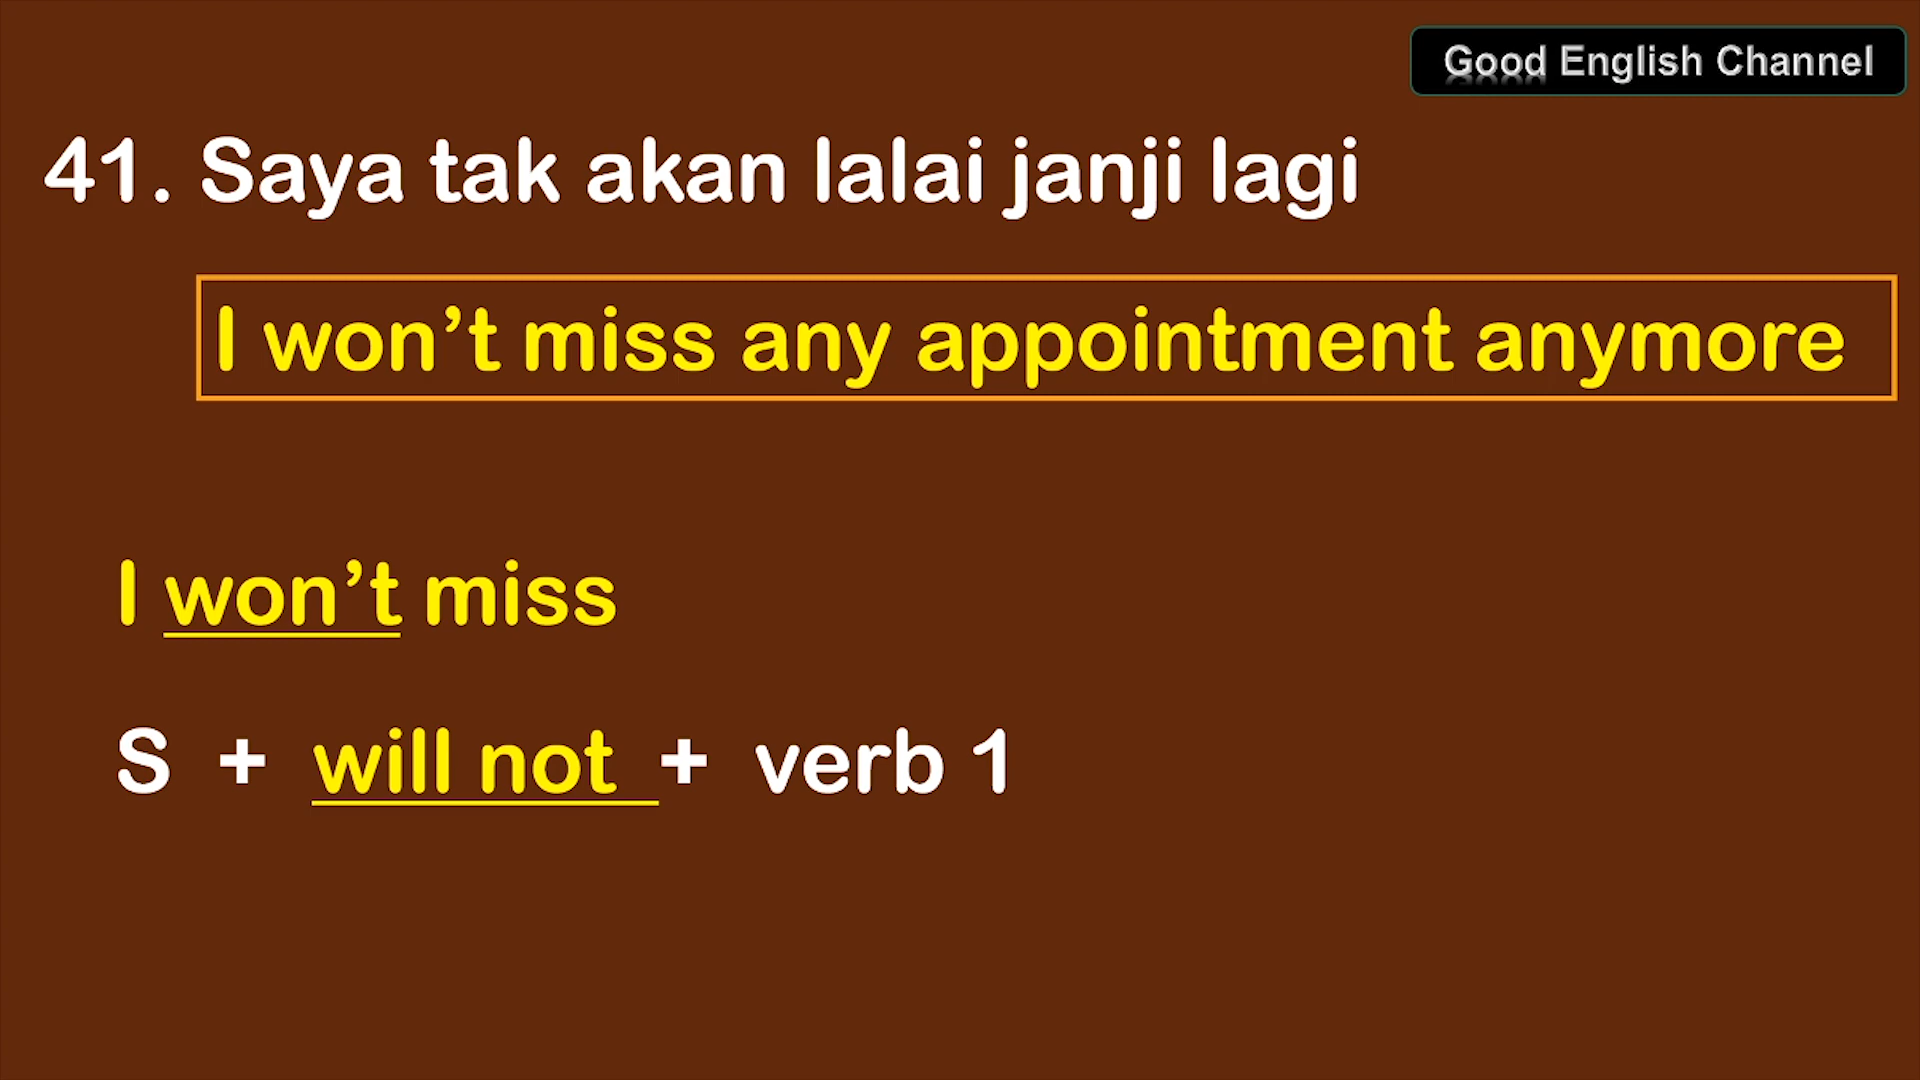 Good English Channel
41. Saya tak akan lalai janji lagi
I won’t miss any appointment anymore
I won’t miss
S + will not + verb 1